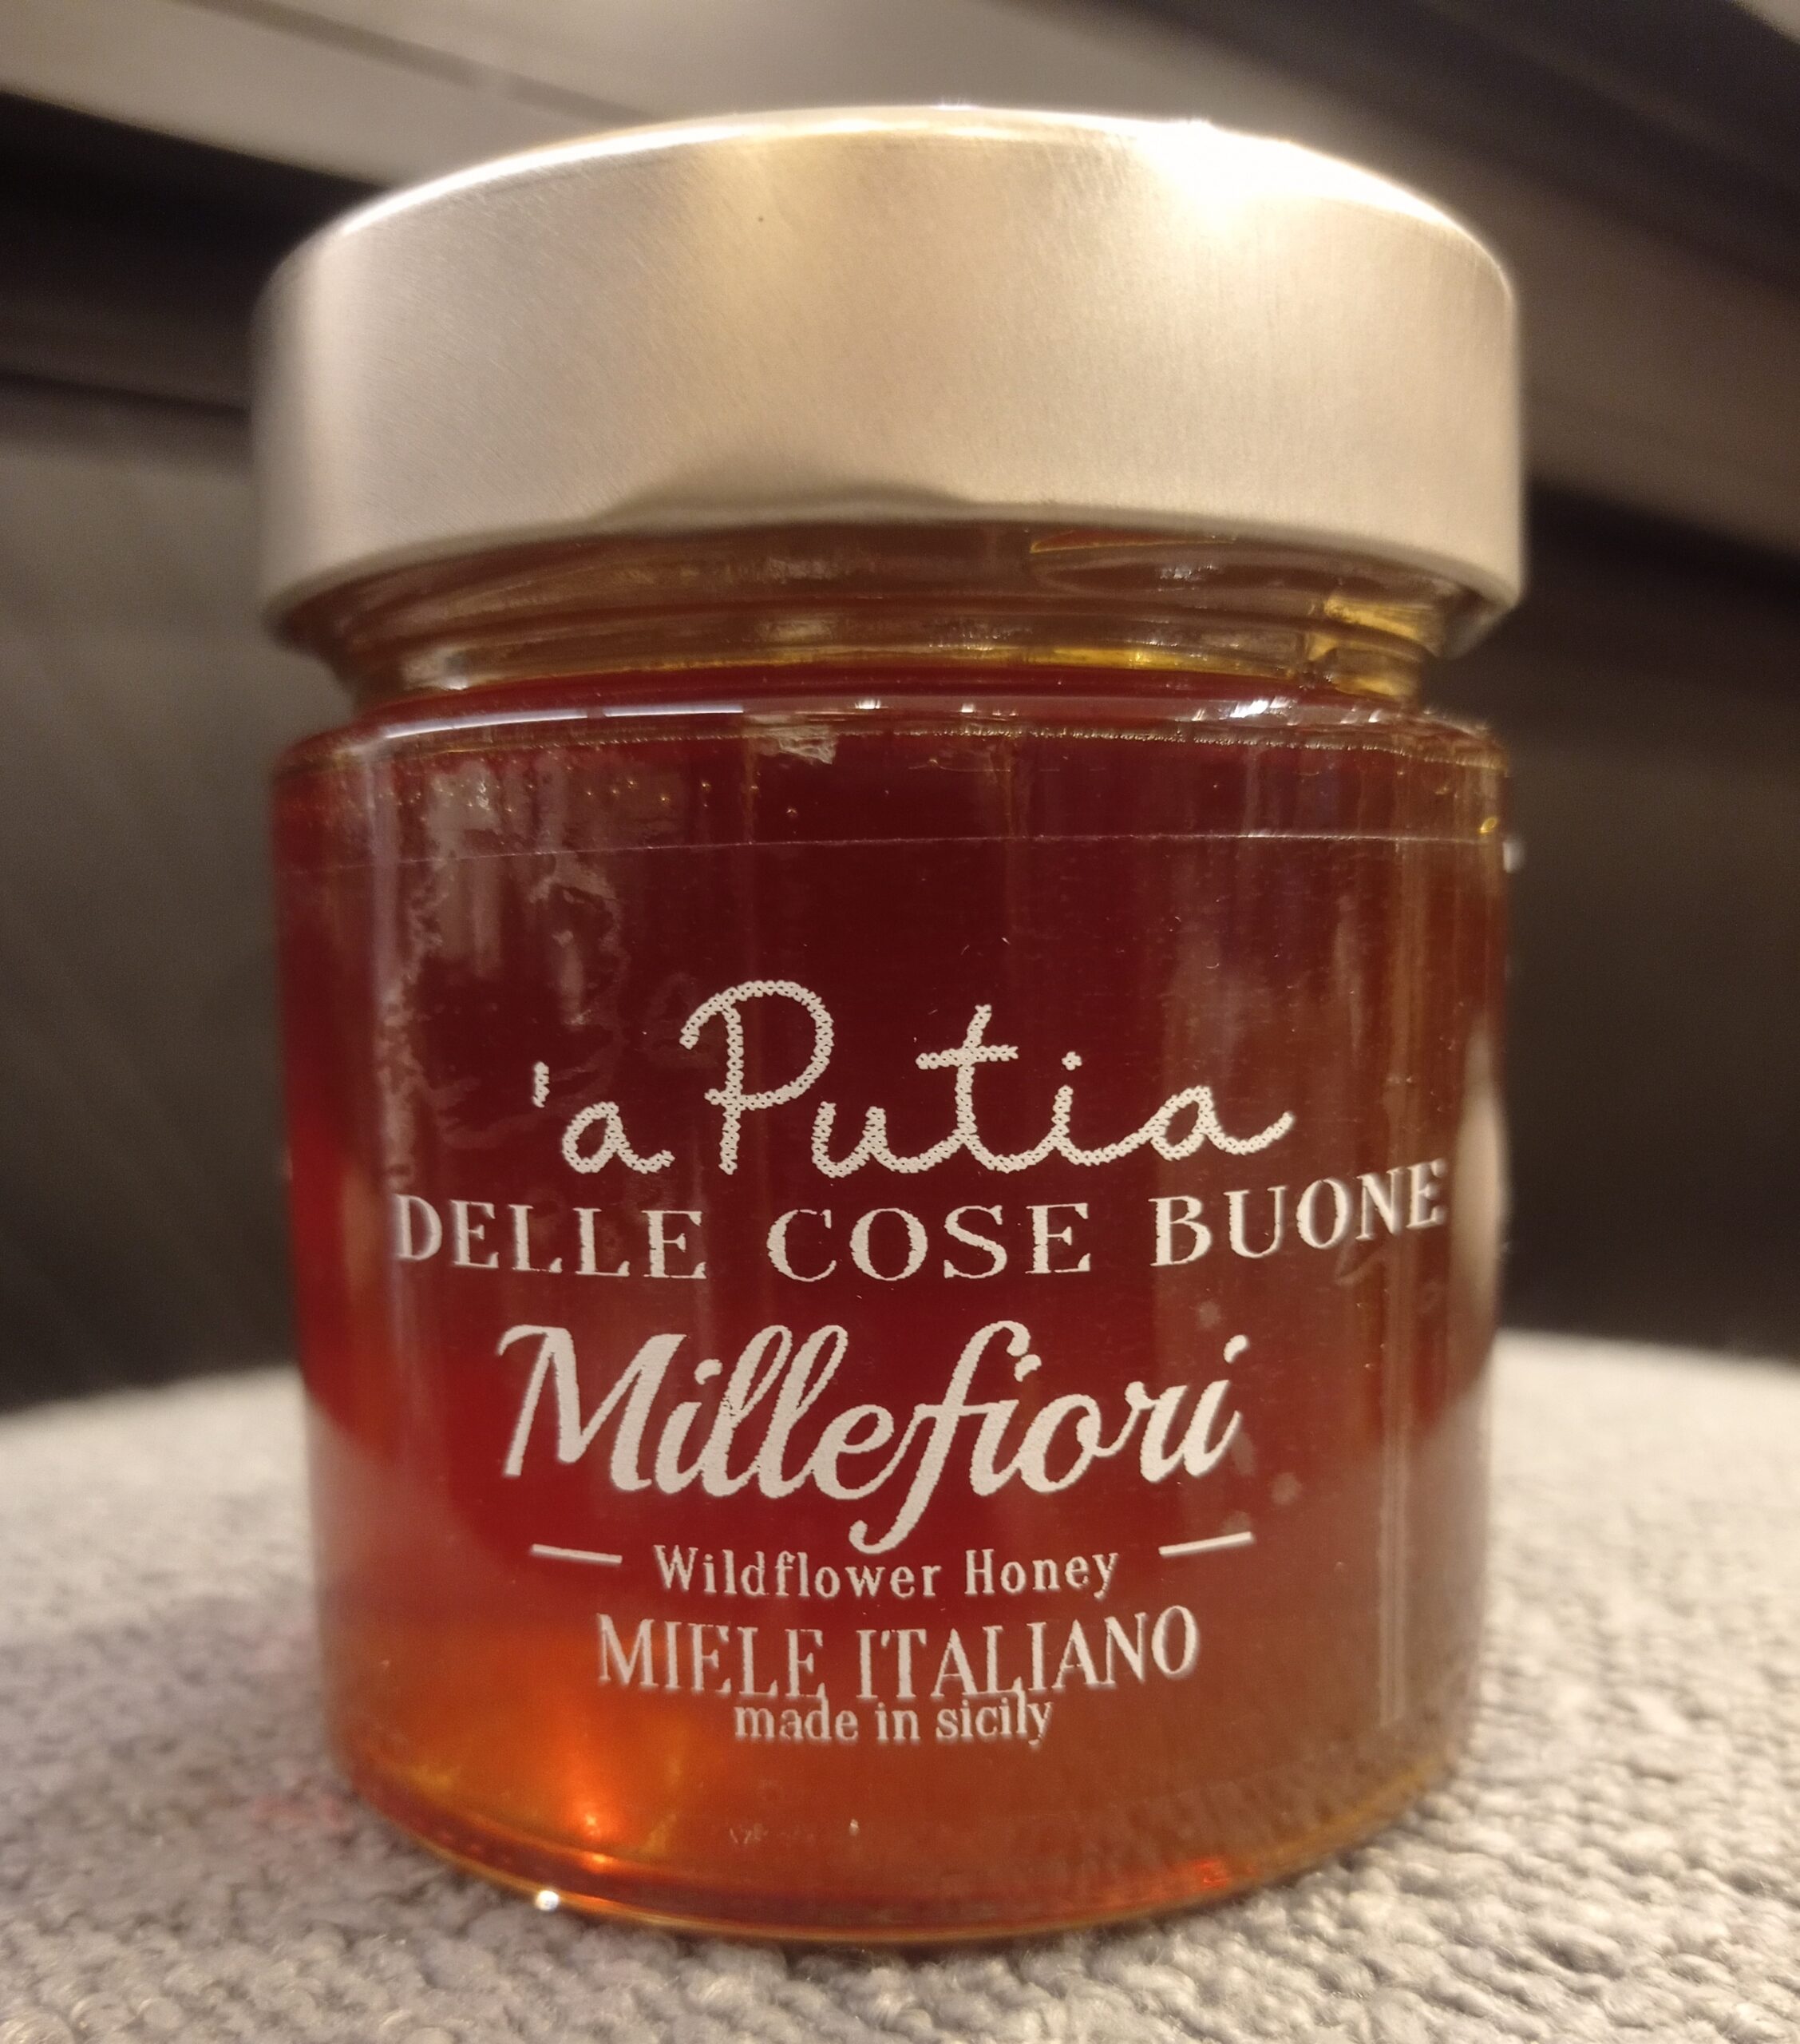 'a Putia
DELLE COSE BUONE
Millefiori
Wildflower Honey
MIELE ITALIANO
made in sicily